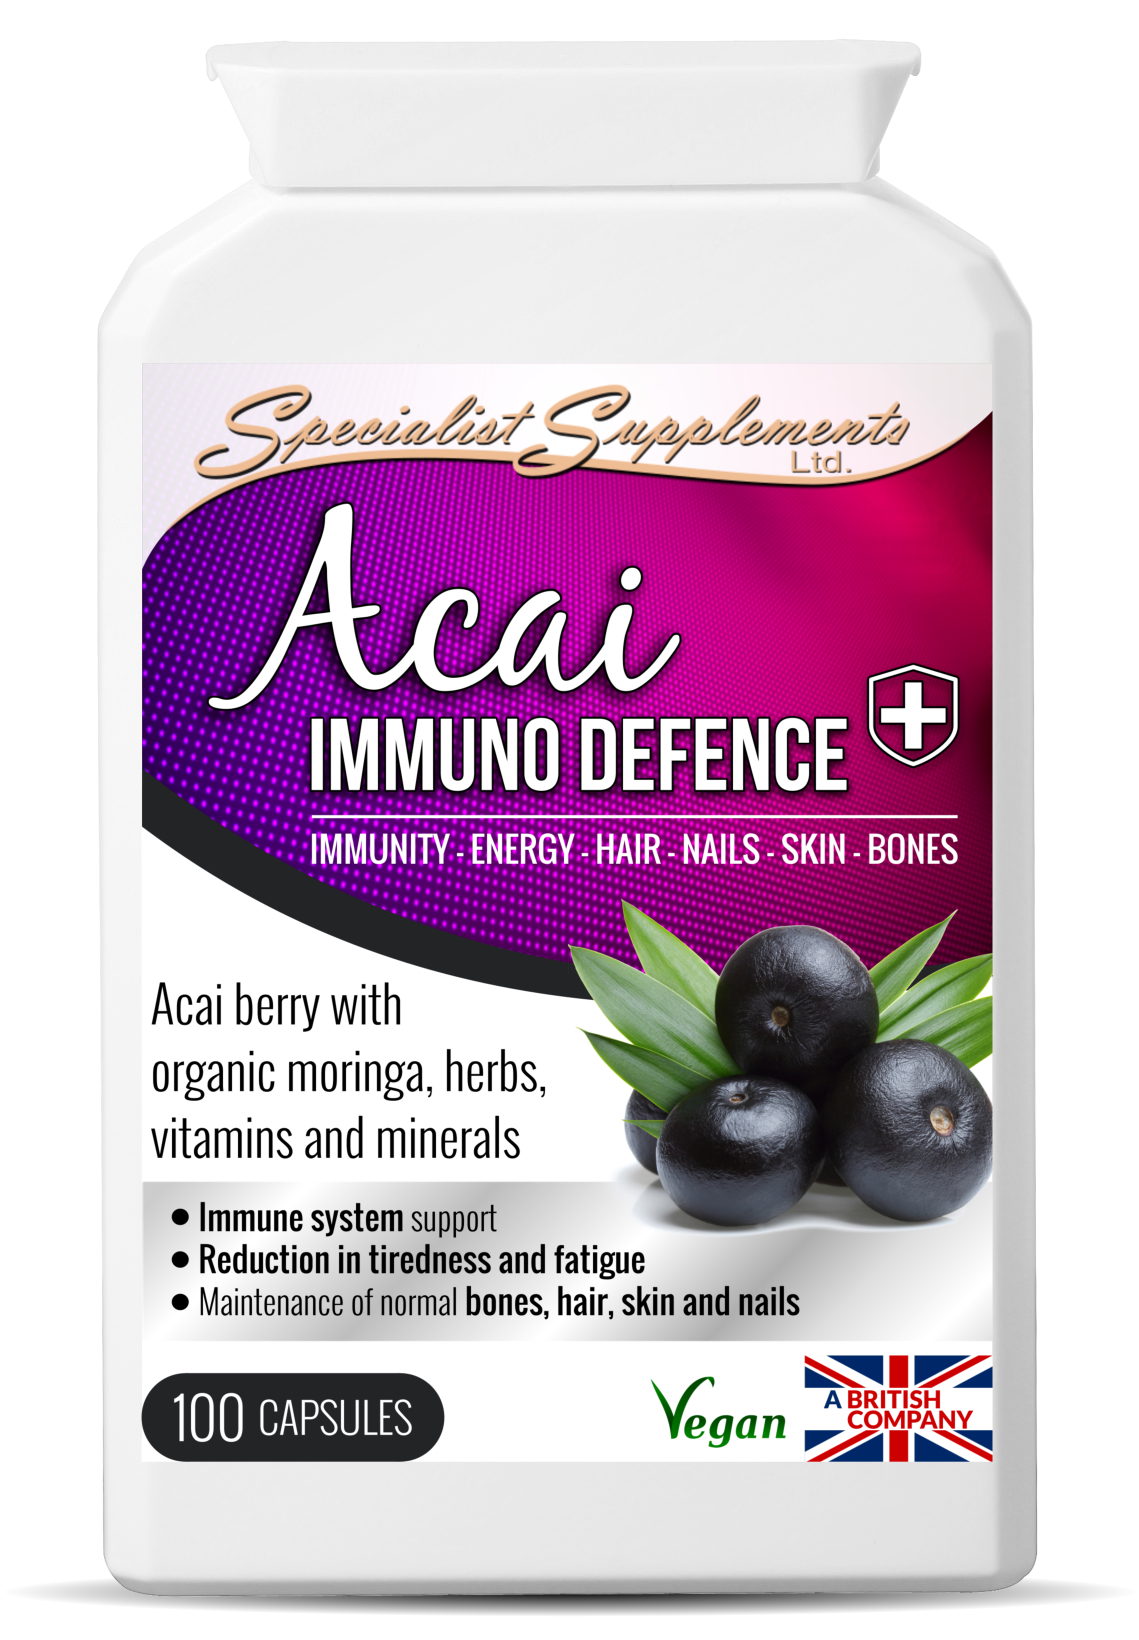 Specialist Supplements
Ltd.
Acai
IMMUNO DEFENCE
IMMUNITY - ENERGY - HAIR - NAILS - SKIN - BONES
Acai berry with
organic moringa, herbs,
vitamins and minerals
• Immune system support
• Reduction in tiredness and fatigue
• Maintenance of normal bones, hair, skin and nails
100 CAPSULES
Vegan
A BRITISH
COMPANY